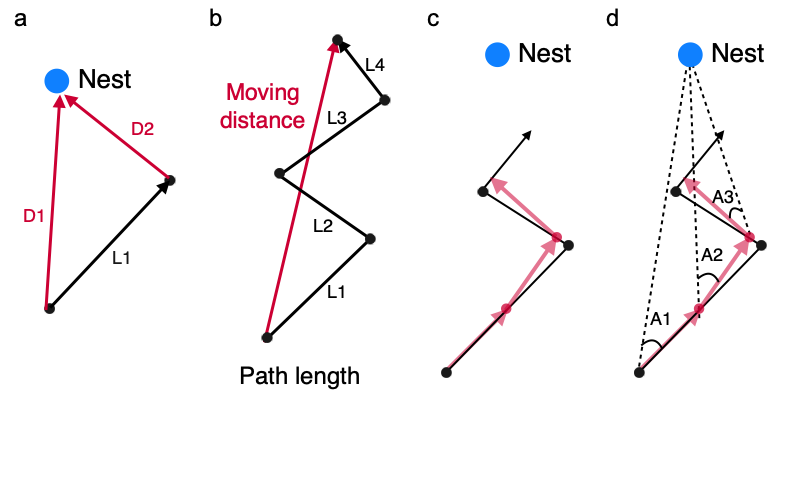 a
Nest
D2
D1
L1
b
L4
Moving
distance
L3
L2
L1
Path length
c
Nest
d
Nest
A3
A2
A1